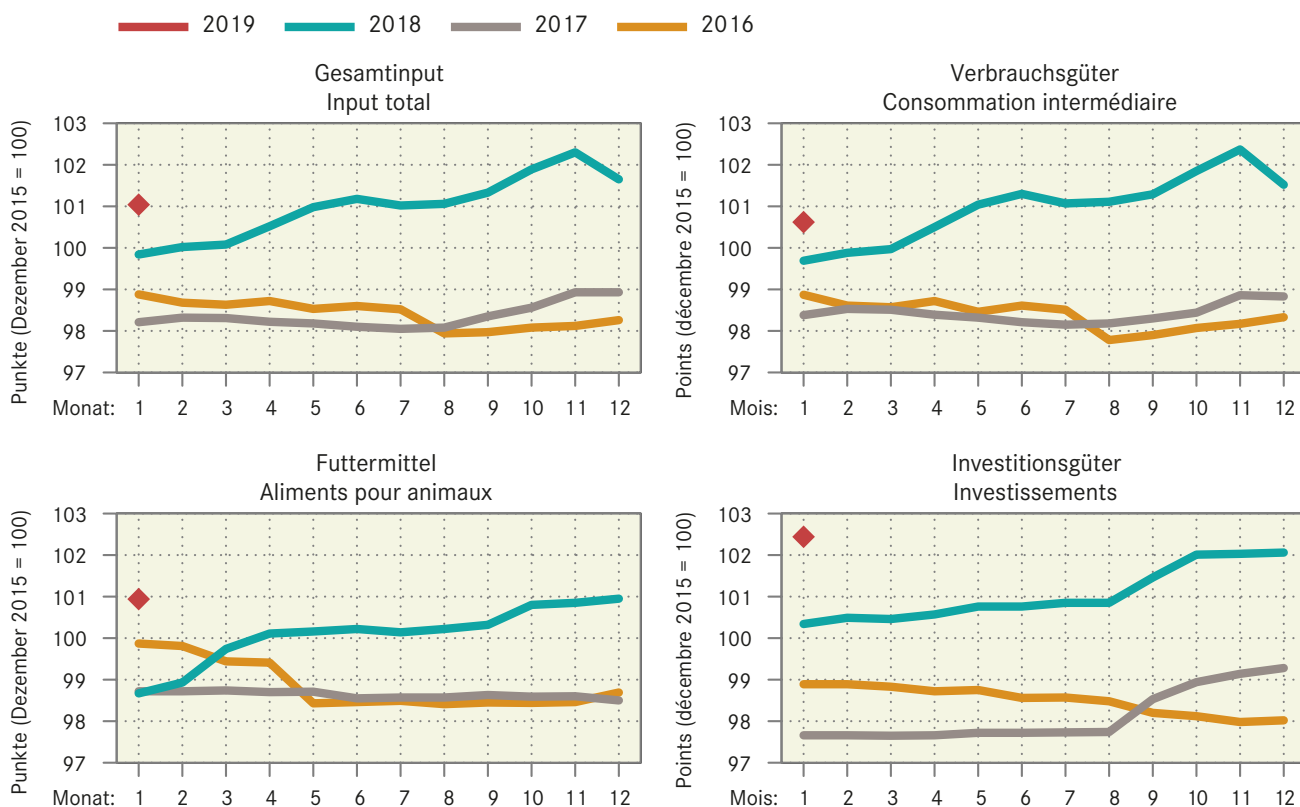 2019 2018 2017 2016
Gesamtinput
Input total
Punkte (Dezember 2015 = 100)
103
102
101
100
99
98
97
Monat: 1 2 3 4 5 6 7 8 9 10 11 12
Verbrauchsgüter
Consommation intermédiaire
Points (décembre 2015 = 100)
103
102
101
100
99
98
97
Mois: 1 2 3 4 5 6 7 8 9 10 11 12
Futtermittel
Aliments pour animaux
Punkte (Dezember 2015 = 100)
103
102
101
100
99
98
97
Monat: 1 2 3 4 5 6 7 8 9 10 11 12
Investitionsgüter
Investissements
Points (décembre 2015 = 100)
103
102
101
100
99
98
97
Mois: 1 2 3 4 5 6 7 8 9 10 11 12